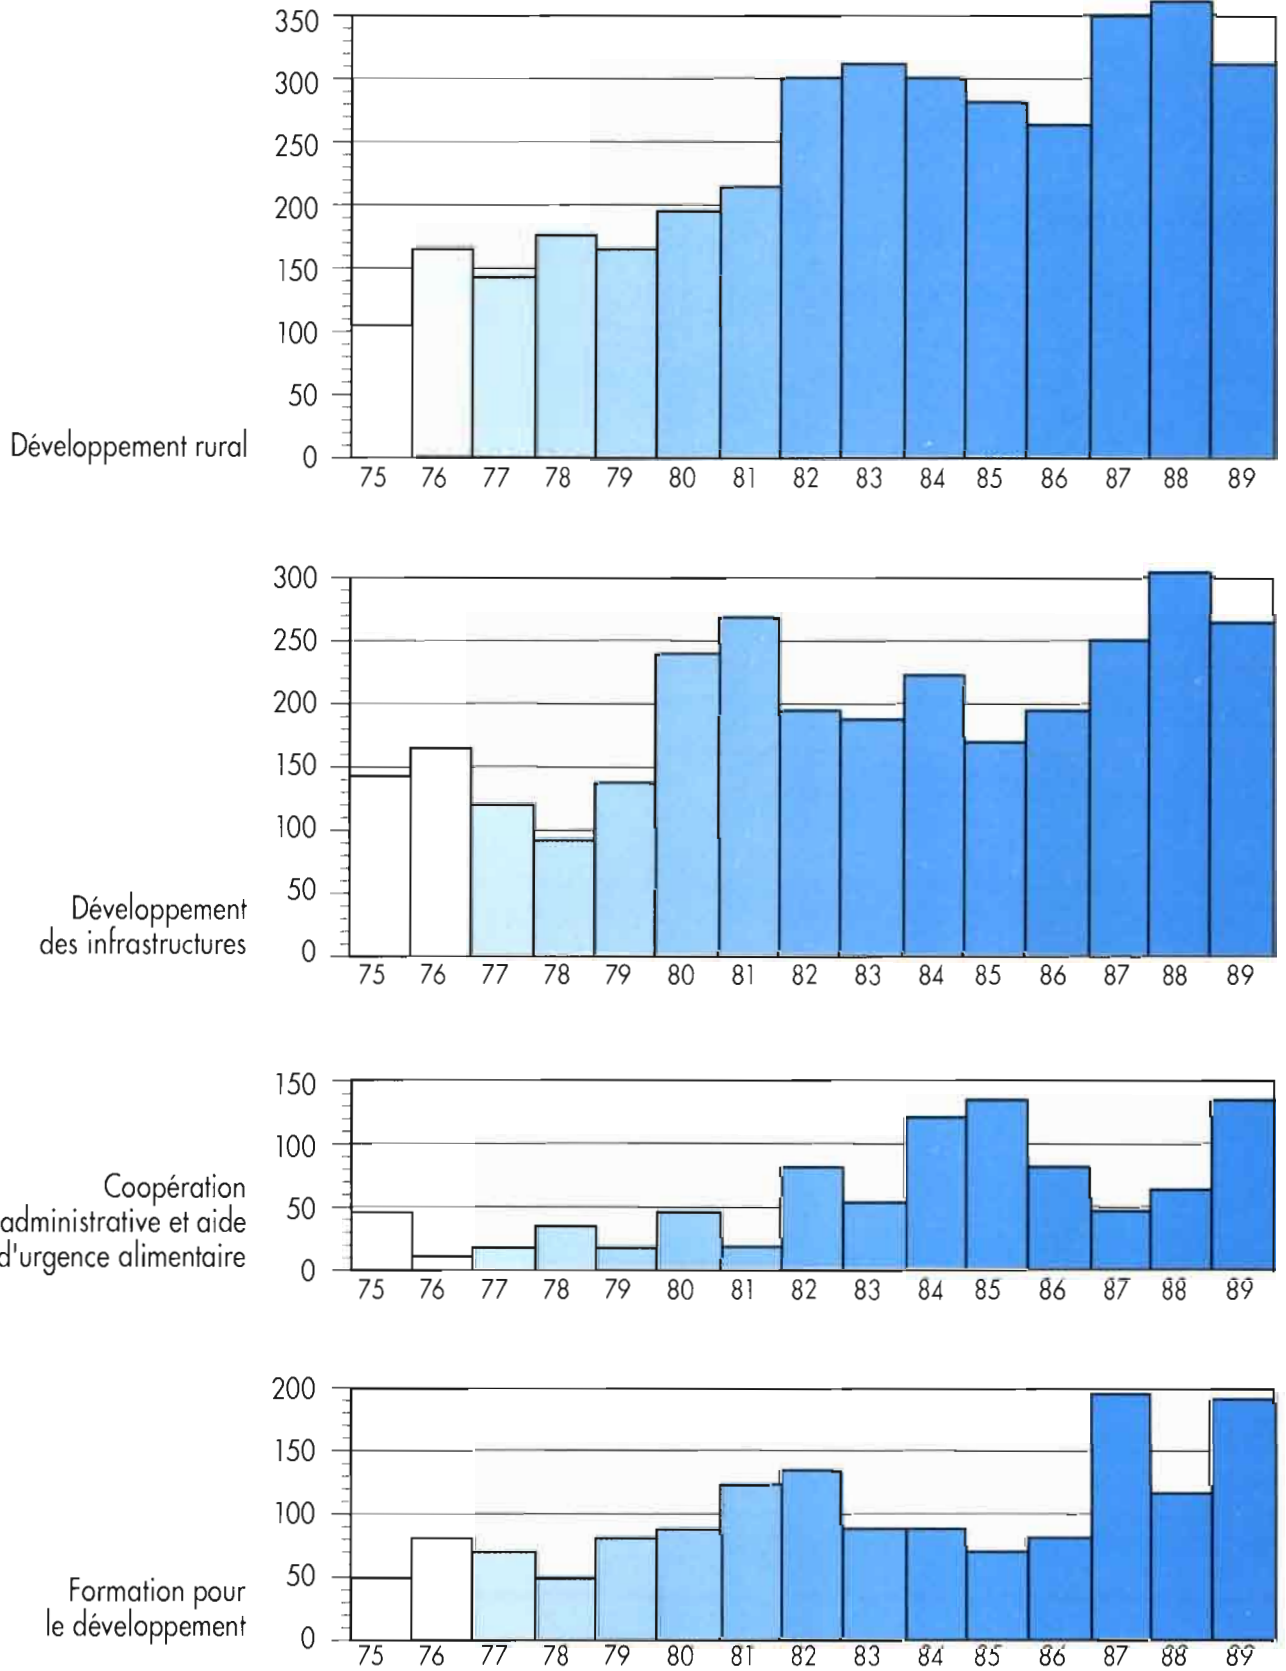 350
300
250
200
150
100
50
0
Développement rural
75 76 77 78 79 80 81 82 83 84 85 86 87 88 89
300
250
200
150
100
50
0
Développement
des infrastructures
75 76 77 78 79 80 81 82 83 84 85 86 87 88 89
150
100
50
0
Coopération
administrative et aide
d'urgence alimentaire
75 76 77 78 79 80 81 82 83 84 85 86 87 88 89
200
150
100
50
0
Formation pour
le développement
75 76 77 78 79 80 81 82 83 84 85 86 87 88 89